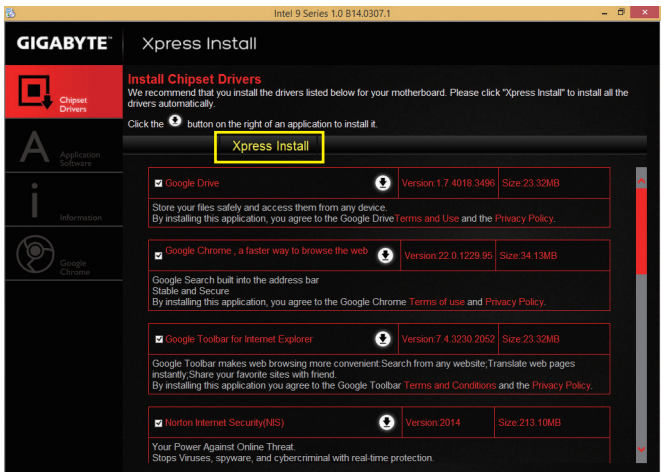 Intel 9 Series 1.0 B14.0307.1
GIGABYTE™
Xpress Install
Chipset
Drivers
Application
Software
Information
Google
Chrome
Install Chipset Drivers
We recommend that you install the drivers listed below for your motherboard. Please click "Xpress Install" to install all the
drivers automatically.
Click the button on the right of an application to install it.
Xpress Install
Google Drive Version:1.7.4018.3496 Size:23.32MB
Store your files safely and access them from any device.
By installing this application, you agree to the Google DriveTerms and Use and the Privacy Policy.
Google Chrome , a faster way to browse the web Version:22.0.1229.95 Size:34.13MB
Google Search built into the address bar
Stable and Secure
By installing this application, you agree to the Google Chrome Terms of use and Privacy Policy.
Google Toolbar for Internet Explorer Version:7.4.3230.2052 Size:23.32MB
Google Toolbar makes web browsing more convenient:Search from any website;Translate web pages
instantly;Share your favorite sites with friend.
By installing this application you agree to the Google Toolbar Terms and Conditions and the Privacy Policy.
Norton Internet Security(NIS) Version:2014 Size:213.10MB
Your Power Against Online Threat.
Stops Viruses, spyware, and cybercriminal with real-time protection.